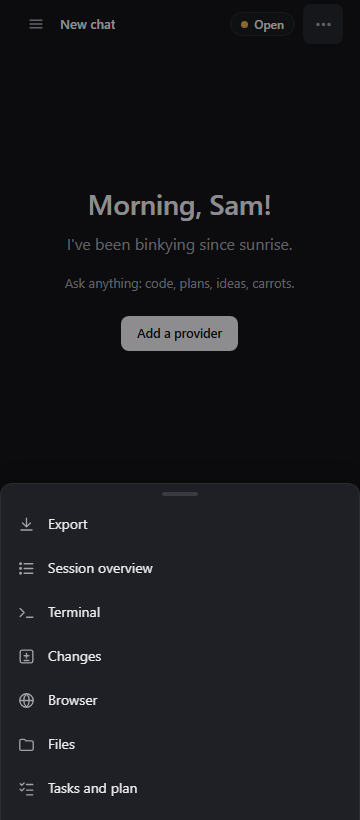 New chat
Open
Morning, Sam!
I've been binkying since sunrise.
Ask anything: code, plans, ideas, carrots.
Add a provider
Export
Session overview
Terminal
Changes
Browser
Files
Tasks and plan